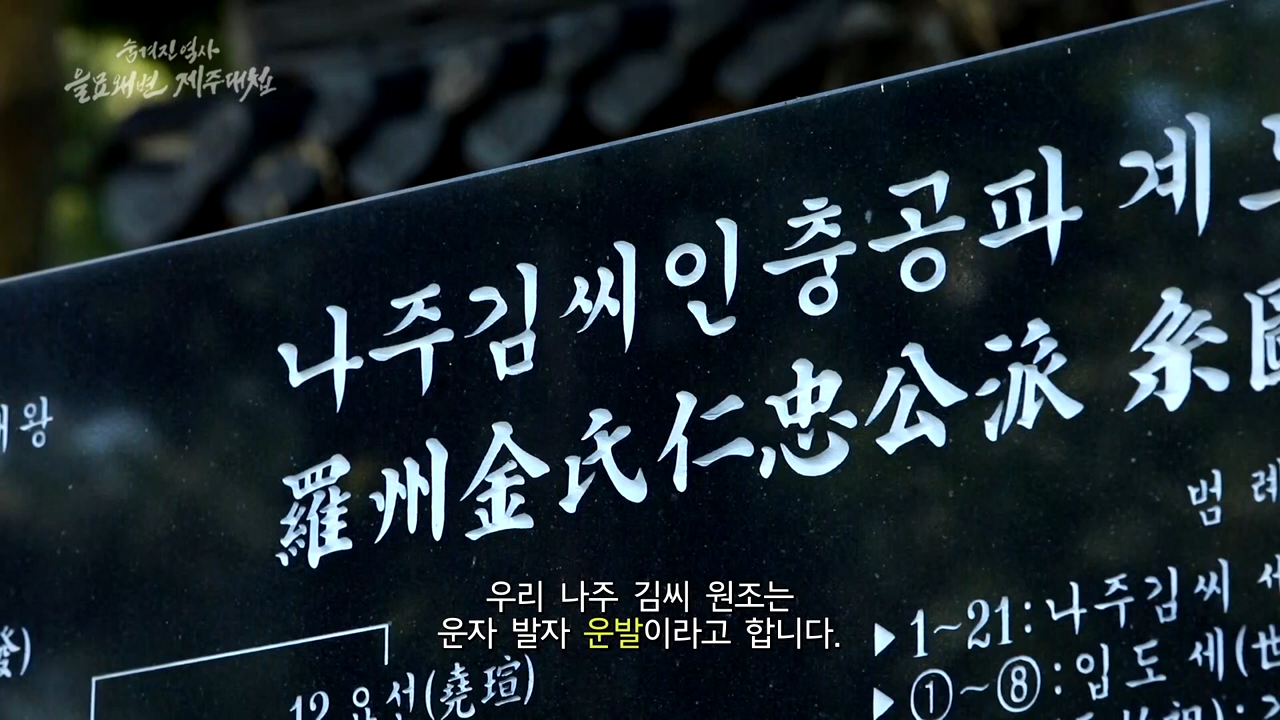 숨겨진 역사
을묘왜변 제주대첩
나주김씨인충공파 계
羅州金氏仁忠公派 系圖
왕
범 례
1~21:나주김씨
①~⑧:입도 세(世
12 요선(堯瑄)
우리 나주 김씨 원조는
운자 발자 운발이라고 합니다.